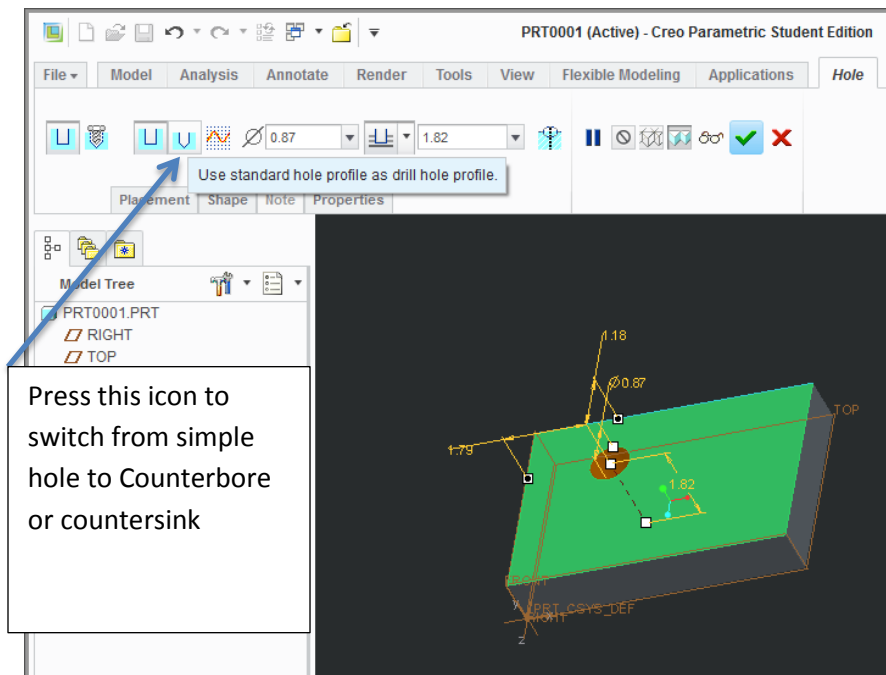 PRT0001 (Active) - Creo Parametric Student Edition
File Model Analysis Annotate Render Tools View Flexible Modeling Applications Hole
0.87 1.82
Use standard hole profile as drill hole profile.
Placement Shape Note Properties
Model Tree
PRT0001.PRT
RIGHT
TOP
Press this icon to
switch from simple
hole to Counterbore
or countersink
1.18
Ø0.87
TOP
1.79
1.82
FRONT
Y
PRT_CSYS_DEF
RIGHT
Z